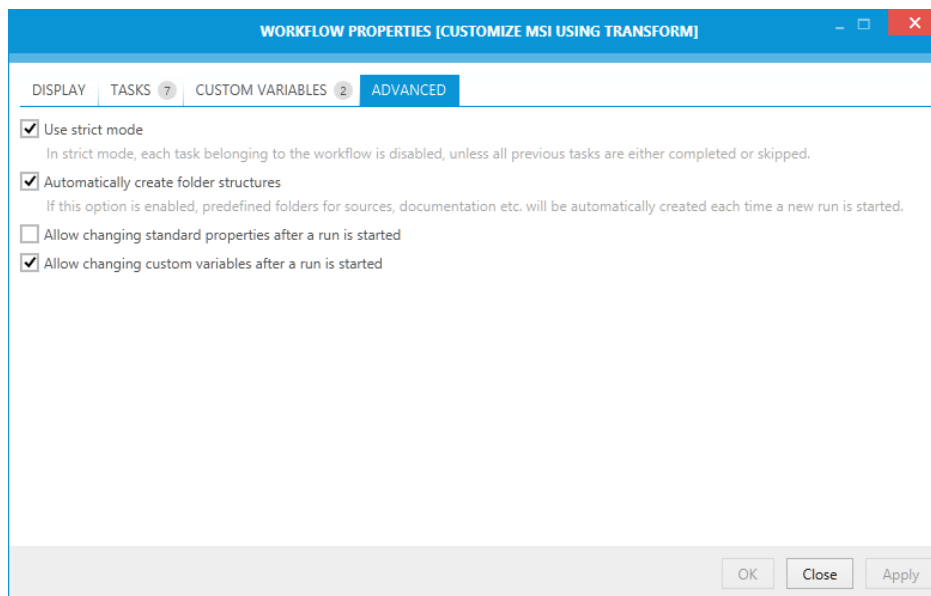 WORKFLOW PROPERTIES [CUSTOMIZE MSI USING TRANSFORM]
DISPLAY TASKS 7 CUSTOM VARIABLES 2 ADVANCED
Use strict mode
In strict mode, each task belonging to the workflow is disabled, unless all previous tasks are either completed or skipped.
Automatically create folder structures
If this option is enabled, predefined folders for sources, documentation etc. will be automatically created each time a new run is started.
Allow changing standard properties after a run is started
Allow changing custom variables after a run is started
OK Close Apply